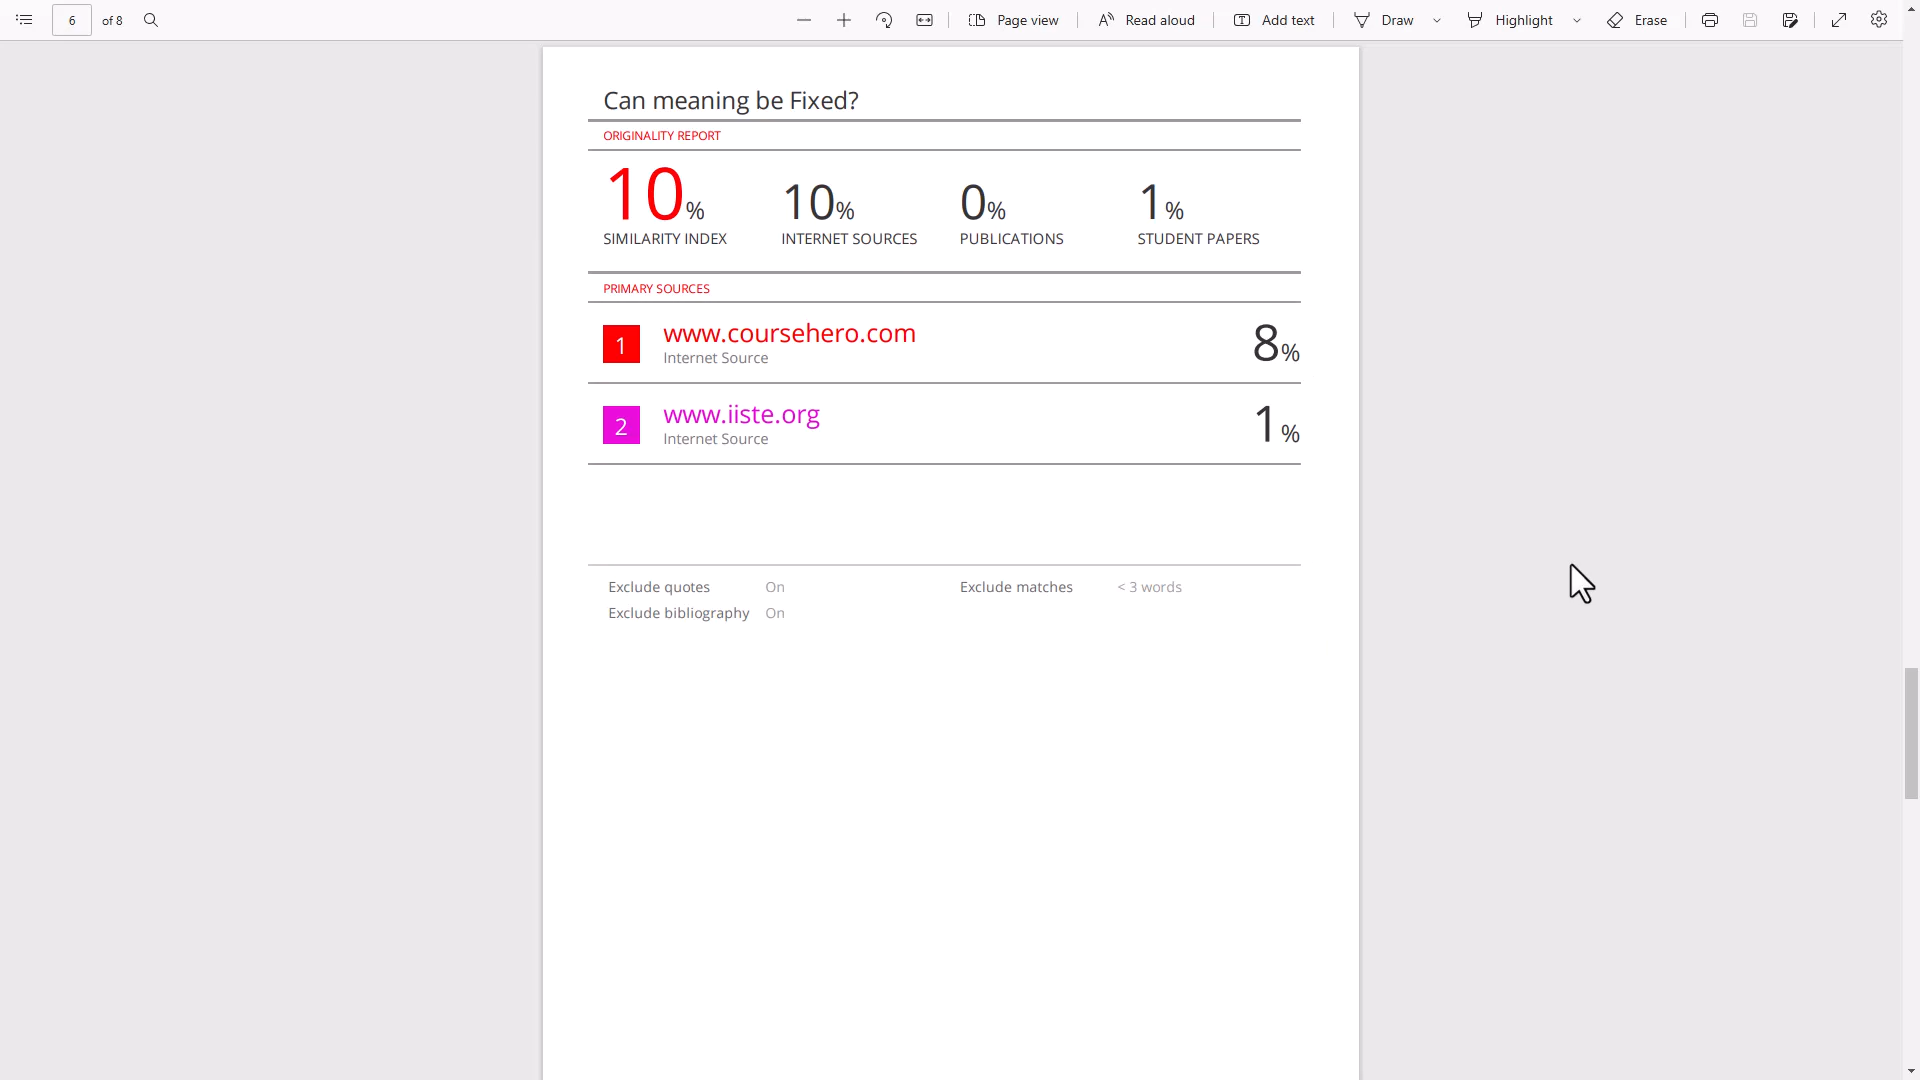 6 of 8 Page view Read aloud Add text Draw Highlight Erase
Can meaning be Fixed?
ORIGINALITY REPORT
10% 10% 0% 1%
SIMILARITY INDEX INTERNET SOURCES PUBLICATIONS STUDENT PAPERS
PRIMARY SOURCES
1 www.coursehero.com 8%
Internet Source
2 www.iiste.org 1%
Internet Source
Exclude quotes On Exclude matches < 3 words
Exclude bibliography On